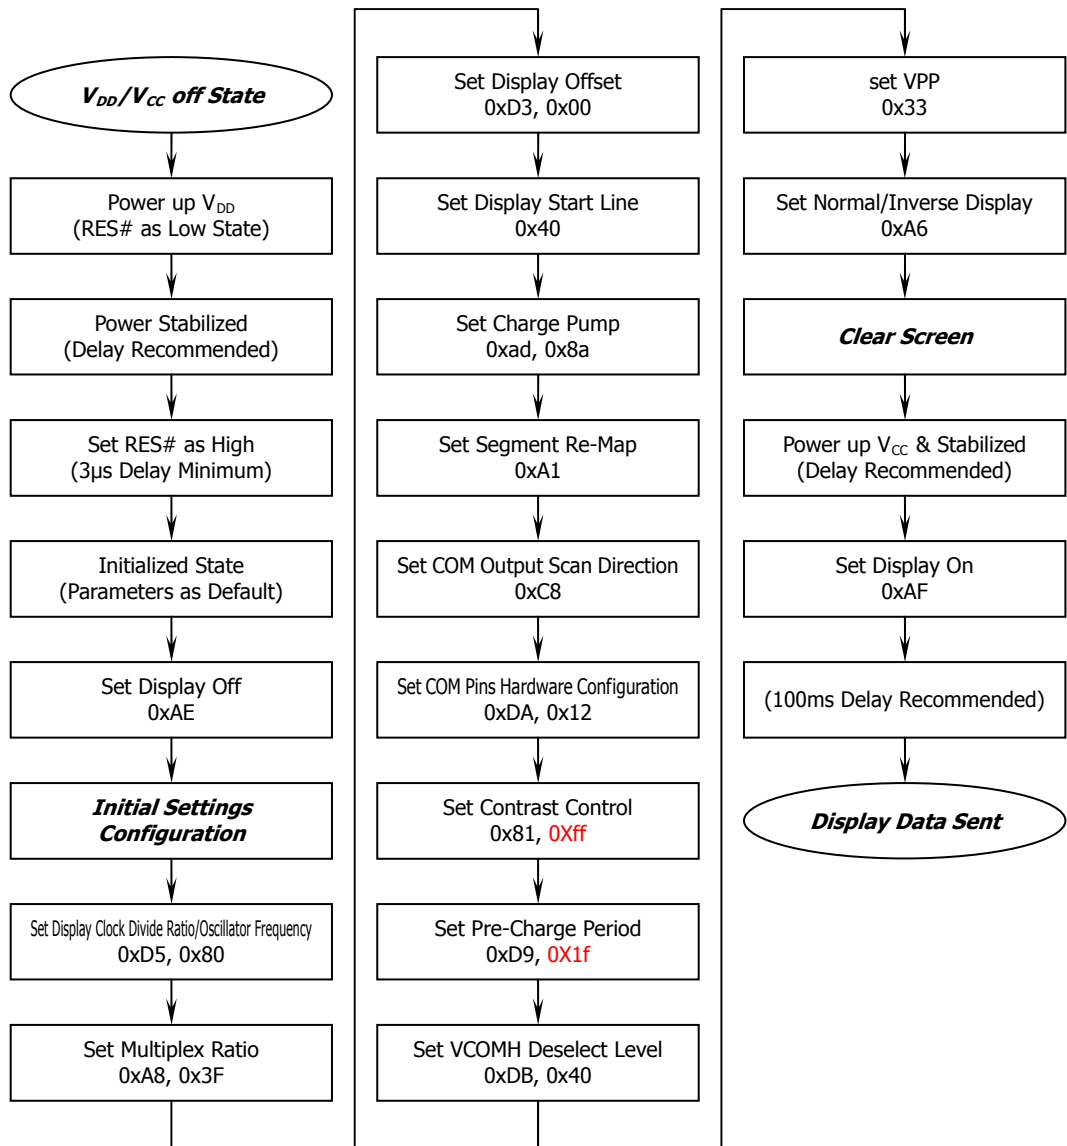 V_DD/V_CC off State
Power up V_DD
(RES# as Low State)
Power Stabilized
(Delay Recommended)
Set RES# as High
(3µs Delay Minimum)
Initialized State
(Parameters as Default)
Set Display Off
0xAE
Initial Settings
Configuration
Set Display Clock Divide Ratio/Oscillator Frequency
0xD5, 0x80
Set Multiplex Ratio
0xA8, 0x3F
Set Display Offset
0xD3, 0x00
Set Display Start Line
0x40
Set Charge Pump
0xad, 0x8a
Set Segment Re-Map
0xA1
Set COM Output Scan Direction
0xC8
Set COM Pins Hardware Configuration
0xDA, 0x12
Set Contrast Control
0x81, 0Xff
Set Pre-Charge Period
0xD9, 0X1f
Set VCOMH Deselect Level
0xDB, 0x40
set VPP
0x33
Set Normal/Inverse Display
0xA6
Clear Screen
Power up V_CC & Stabilized
(Delay Recommended)
Set Display On
0xAF
(100ms Delay Recommended)
Display Data Sent